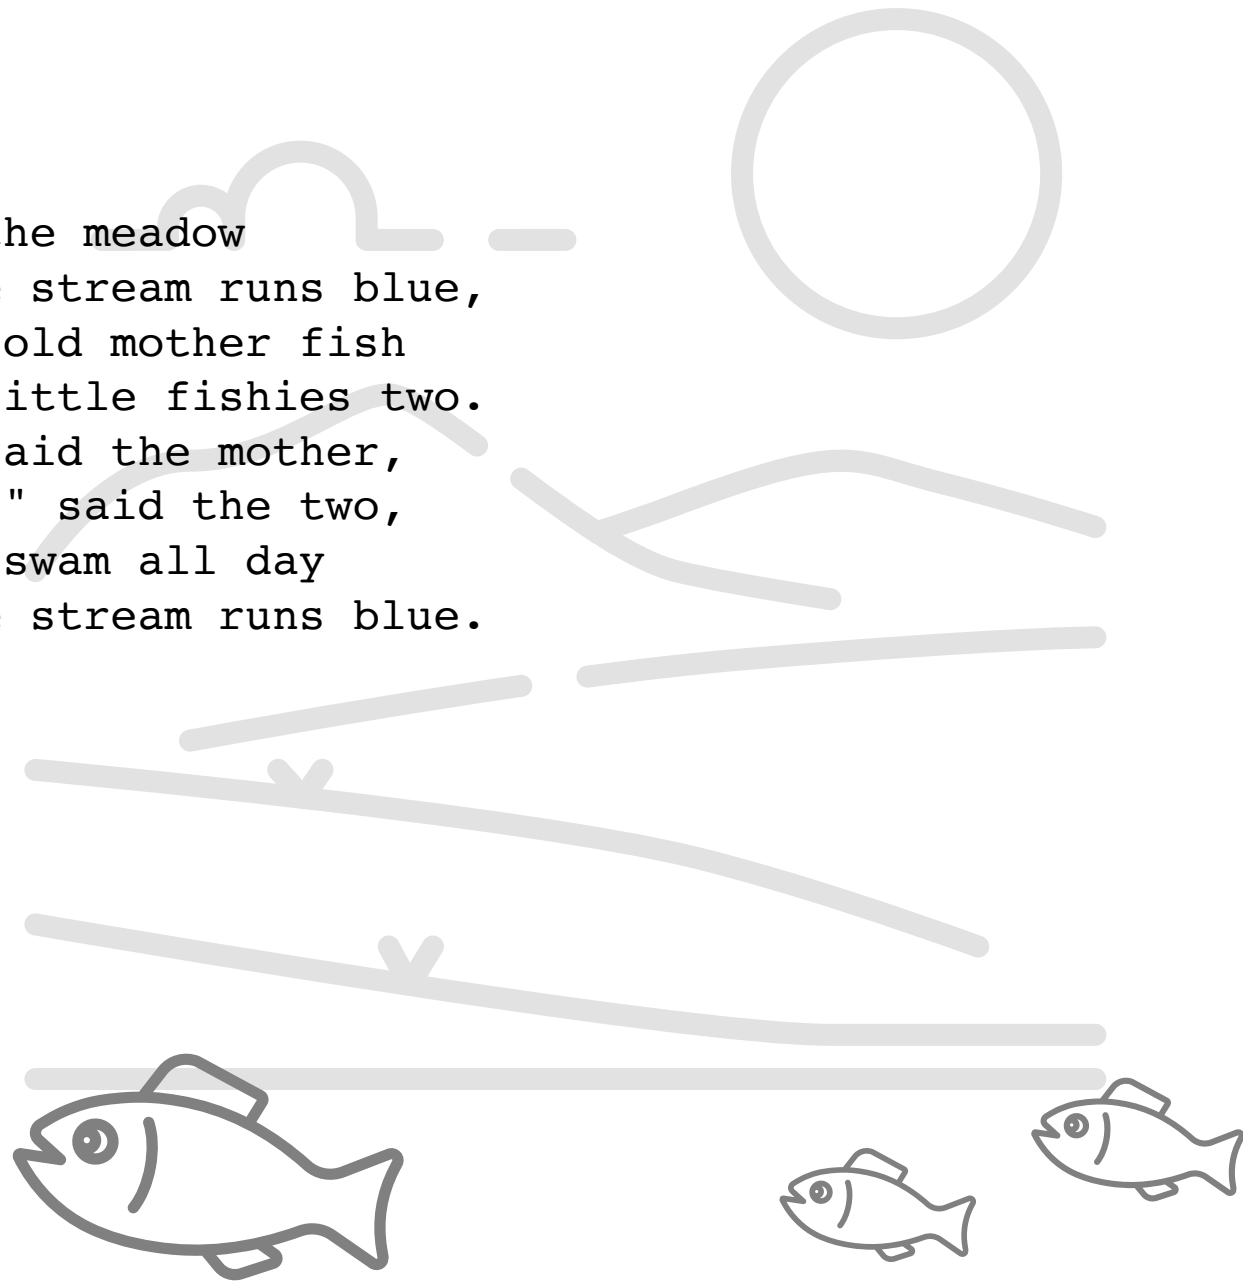 he meadow
stream runs blue,
old mother fish
ittle fishies two.
aid the mother,
" said the two,
swam all day
stream runs blue.